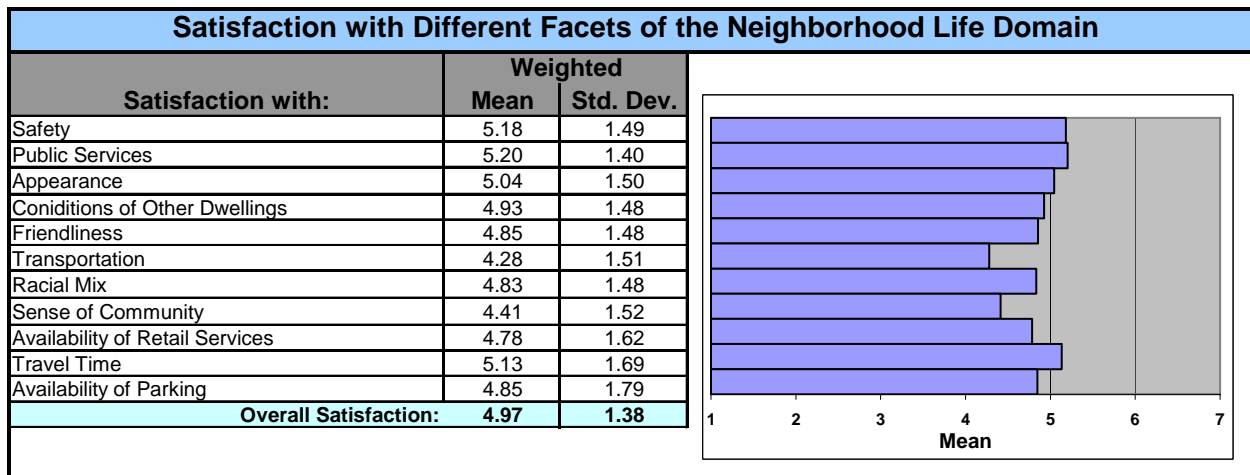 Satisfaction with Different Facets of the Neighborhood Life Domain
Weighted
Satisfaction with: Mean Std. Dev.
Safety 5.18 1.49
Public Services 5.20 1.40
Appearance 5.04 1.50
Coniditions of Other Dwellings 4.93 1.48
Friendliness 4.85 1.48
Transportation 4.28 1.51
Racial Mix 4.83 1.48
Sense of Community 4.41 1.52
Availability of Retail Services 4.78 1.62
Travel Time 5.13 1.69
Availability of Parking 4.85 1.79
Overall Satisfaction: 4.97 1.38
1 2 3 4 5 6 7
Mean